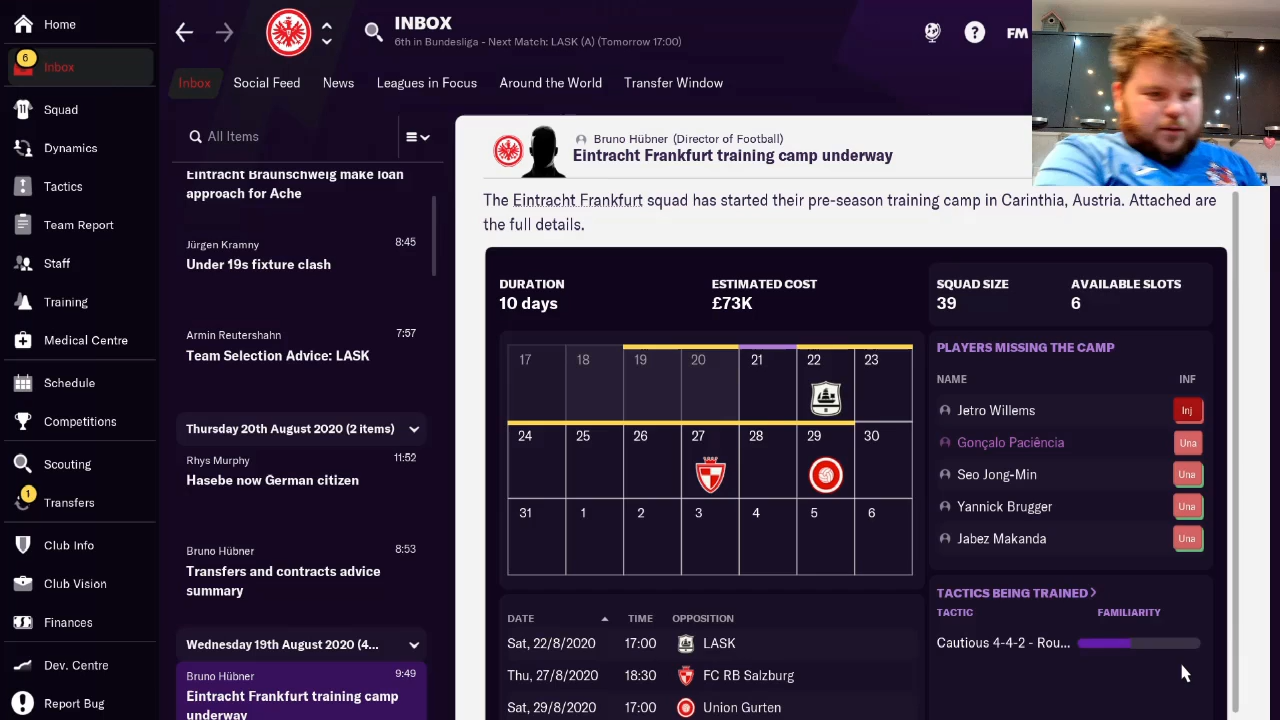 Home
6
Inbox
11
Squad
Dynamics
Tactics
Team Report
Staff
Training
Medical Centre
Schedule
Competitions
Scouting
1
Transfers
Club Info
Club Vision
Finances
Dev. Centre
Report Bug
INBOX
6th in Bundesliga - Next Match: LASK (A) (Tomorrow 17:00)
?
FM
Inbox
Social Feed
News
Leagues in Focus
Around the World
Transfer Window
All Items
Eintracht Braunschweig make loan
approach for Ache
Jürgen Kramny 8:45
Under 19s fixture clash
Armin Reutershahn 7:57
Team Selection Advice: LASK
Thursday 20th August 2020 (2 items)
Rhys Murphy 11:52
Hasebe now German citizen
Bruno Hübner 8:53
Transfers and contracts advice
summary
Wednesday 19th August 2020 (4...
Bruno Hübner 9:49
Eintracht Frankfurt training camp
underway
Bruno Hübner (Director of Football)
Eintracht Frankfurt training camp underway
The Eintracht Frankfurt squad has started their pre-season training camp in Carinthia, Austria. Attached are
the full details.
DURATION
10 days
ESTIMATED COST
£73K
SQUAD SIZE
39
AVAILABLE SLOTS
6
17 18 19 20 21 22 23
24 25 26 27 28 29 30
31 1 2 3 4 5 6
PLAYERS MISSING THE CAMP
NAME INF
Jetro Willems Inj
Gonçalo Paciência Una
Seo Jong-Min Una
Yannick Brugger Una
Jabez Makanda Una
TACTICS BEING TRAINED
TACTIC FAMILIARITY
Cautious 4-4-2 - Rou...
DATE TIME OPPOSITION
Sat, 22/8/2020 17:00 LASK
Thu, 27/8/2020 18:30 FC RB Salzburg
Sat, 29/8/2020 17:00 Union Gurten